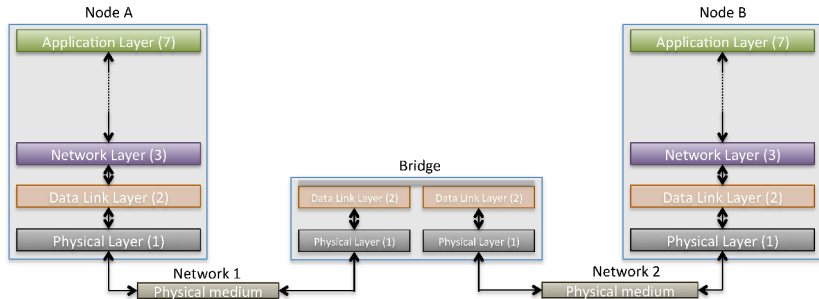 Node A
Node B
Application Layer (7)
Application Layer (7)
Network Layer (3)
Network Layer (3)
Bridge
Data Link Layer (2)
Data Link Layer (2)
Data Link Layer (2)
Data Link Layer (2)
Physical Layer (1)
Physical Layer (1)
Physical Layer (1)
Physical Layer (1)
Network 1
Network 2
Physical medium
Physical medium